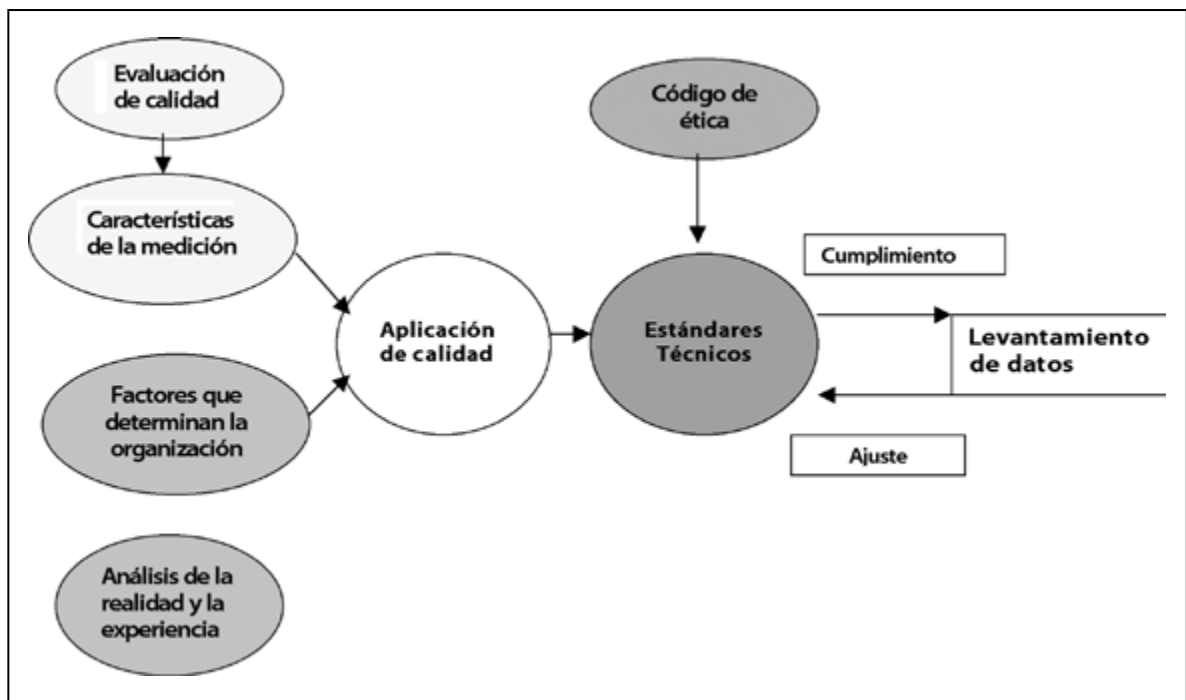 Evaluación
de calidad
Código de
ética
Característícas
de la medición
Cumplimiento
Aplicación
de calidad
Estándares
Técnicos
Levantamiento
de datos
Factores que
determinan la
organización
Ajuste
Análisis de la
realidad y la
experiencia